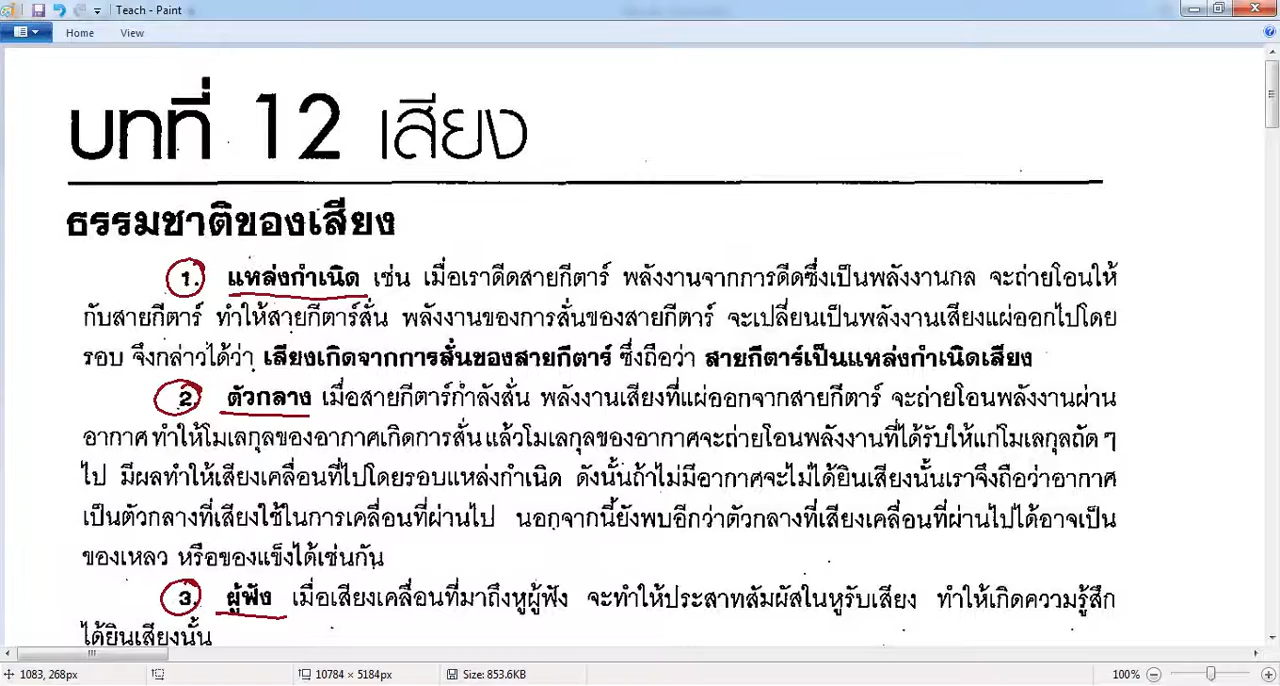 Teach - Paint
Home View
บทที่ 12 เสียง
ธรรมชาติของเสียง
1. แหล่งกำเนิด เช่น เมื่อเราดีดสายกีตาร์ พลังงานจากการดีดซึ่งเป็นพลังงานกล จะถ่ายโอนให้
กับสายกีตาร์ ทำให้สายกีตาร์สั่น พลังงานของการสั่นของสายกีตาร์ จะเปลี่ยนเป็นพลังงานเสียงแผ่ออกไปโดย
รอบ จึงกล่าวได้ว่า เสียงเกิดจากการสั่นของสายกีตาร์ ซึ่งถือว่า สายกีตาร์เป็นแหล่งกำเนิดเสียง
2. ตัวกลาง เมื่อสายกีตาร์กำลังสั่น พลังงานเสียงที่แผ่ออกจากสายกีตาร์ จะถ่ายโอนพลังงานผ่าน
อากาศ ทำให้โมเลกุลของอากาศเกิดการสั่น แล้วโมเลกุลของอากาศจะถ่ายโอนพลังงานที่ได้รับให้แก่โมเลกุลถัด ๆ
ไป มีผลทำให้เสียงเคลื่อนที่ไปโดยรอบแหล่งกำเนิด ดังนั้นถ้าไม่มีอากาศจะไม่ได้ยินเสียงนั้นเราจึงถือว่าอากาศ
เป็นตัวกลางที่เสียงใช้ในการเคลื่อนที่ผ่านไป นอกจากนี้ยังพบอีกว่าตัวกลางที่เสียงเคลื่อนที่ผ่านไปได้อาจเป็น
ของเหลว หรือของแข็งได้เช่นกัน
3. ผู้ฟัง เมื่อเสียงเคลื่อนที่มาถึงหูผู้ฟัง จะทำให้ประสาทสัมผัสในหูรับเสียง ทำให้เกิดความรู้สึก
ได้ยินเสียงนั้น
1083, 268px 10784 × 5184px Size: 853.6KB 100%